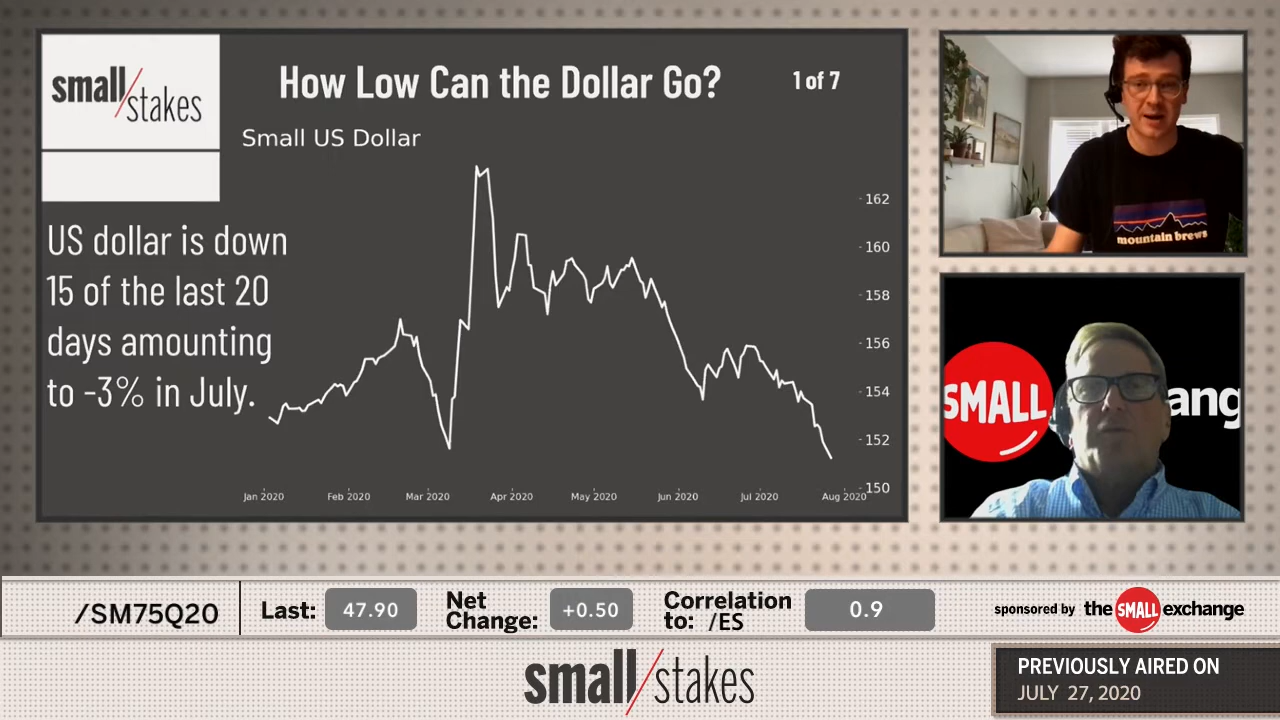 small/stakes
How Low Can the Dollar Go?
1 of 7
Small US Dollar
US dollar is down
15 of the last 20
days amounting
to -3% in July.
162
160
158
156
154
152
150
Jan 2020
Feb 2020
Mar 2020
Apr 2020
May 2020
Jun 2020
Jul 2020
Aug 2020
mountain brews
SMALL
ang
/SM75Q20
Last:
47.90
Net
Change:
+0.50
Correlation
to: /ES
0.9
sponsored by the SMALL exchange
small/stakes
PREVIOUSLY AIRED ON
JULY 27, 2020